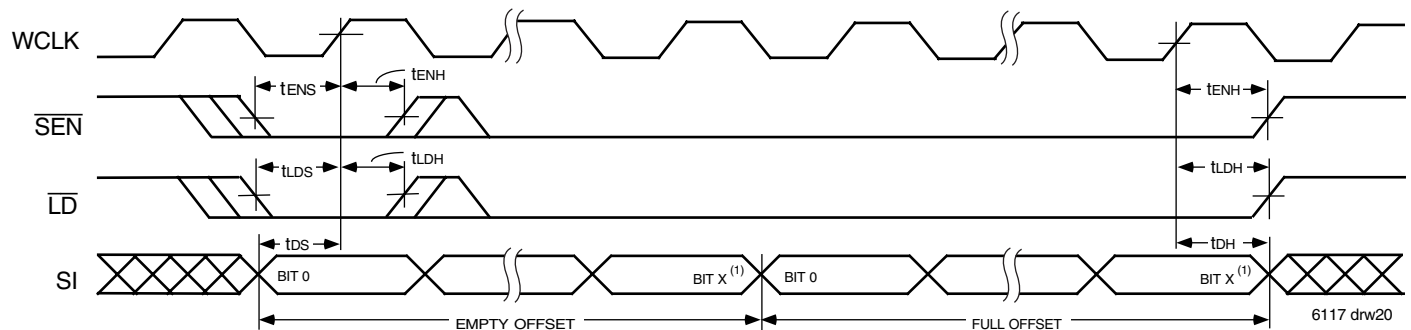 WCLK
tENS
tENH
tENH
SEN
tLDS
tLDH
tLDH
LD
tDS
tDH
SI
BIT 0
BIT X (1)
BIT 0
BIT X (1)
EMPTY OFFSET
FULL OFFSET
6117 drw20